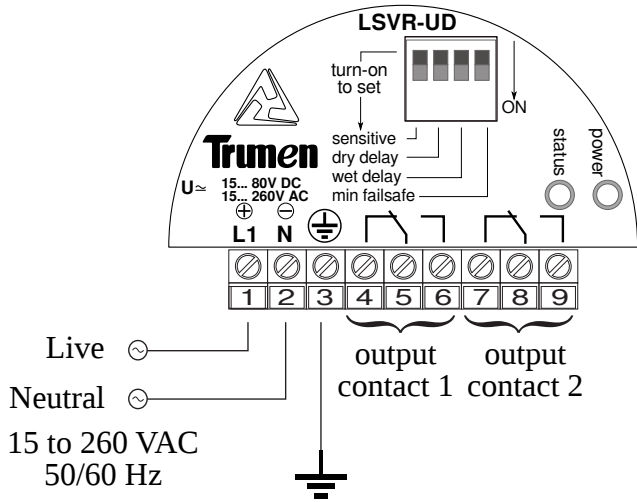 LSVR-UD
turn-on
to set
ON
sensitive
dry delay
wet delay
min failsafe
status
power
Trumen
U≃
15... 80V DC
15... 260V AC
L1
N
1 2 3 4 5 6 7 8 9
Live
Neutral
15 to 260 VAC
50/60 Hz
output
contact 1
output
contact 2